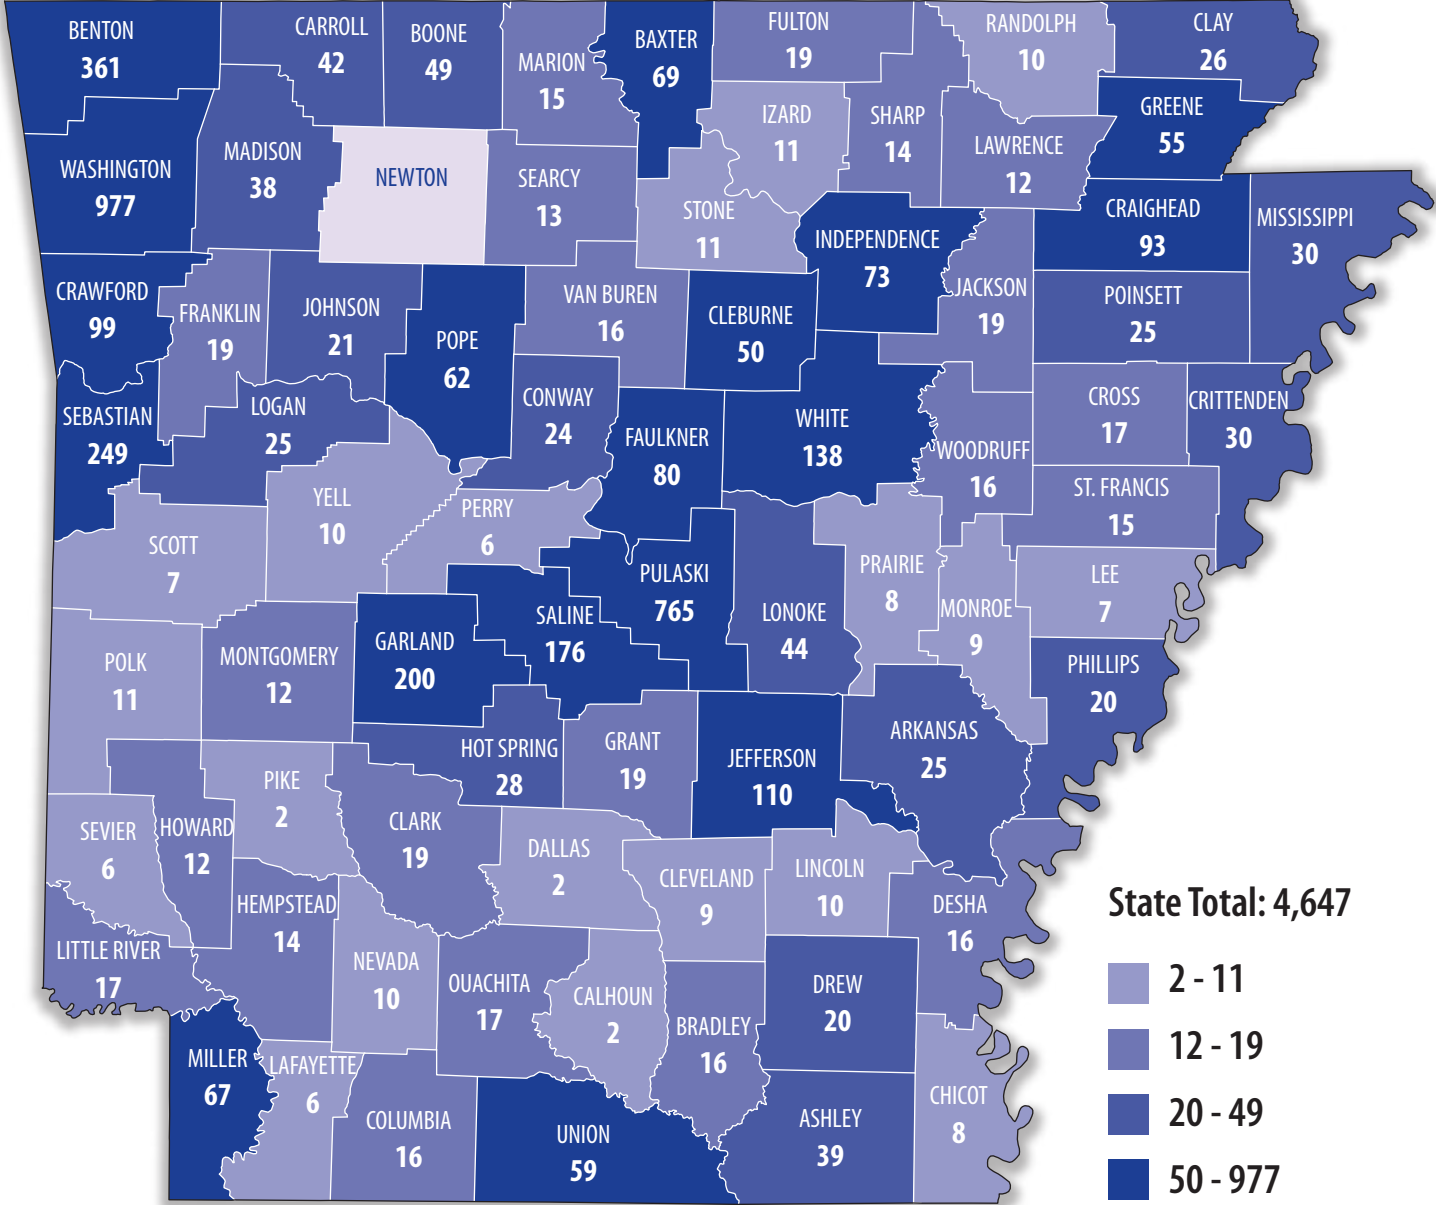 BENTON
361
CARROLL
42
BOONE
49
MARION
15
BAXTER
69
FULTON
19
RANDOLPH
10
CLAY
26
IZARD
11
SHARP
14
LAWRENCE
12
GREENE
55
WASHINGTON
977
MADISON
38
NEWTON
SEARCY
13
STONE
11
INDEPENDENCE
73
CRAIGHEAD
93
MISSISSIPPI
30
CRAWFORD
99
FRANKLIN
19
JOHNSON
21
POPE
62
VAN BUREN
16
CLEBURNE
50
JACKSON
19
POINSETT
25
SEBASTIAN
249
LOGAN
25
CONWAY
24
FAULKNER
80
WHITE
138
WOODRUFF
16
CROSS
17
CRITTENDEN
30
YELL
10
PERRY
6
ST. FRANCIS
15
SCOTT
7
PULASKI
765
LONOKE
44
PRAIRIE
8
MONROE
9
LEE
7
POLK
11
MONTGOMERY
12
GARLAND
200
SALINE
176
PHILLIPS
20
HOT SPRING
28
GRANT
19
JEFFERSON
110
ARKANSAS
25
SEVIER
6
HOWARD
12
PIKE
2
CLARK
19
DALLAS
2
CLEVELAND
9
LINCOLN
10
DESHA
16
HEMPSTEAD
14
LITTLE RIVER
17
NEVADA
10
OUACHITA
17
CALHOUN
2
BRADLEY
16
DREW
20
MILLER
67
LAFAYETTE
6
COLUMBIA
16
UNION
59
ASHLEY
39
CHICOT
8
State Total: 4,647
2 - 11
12 - 19
20 - 49
50 - 977